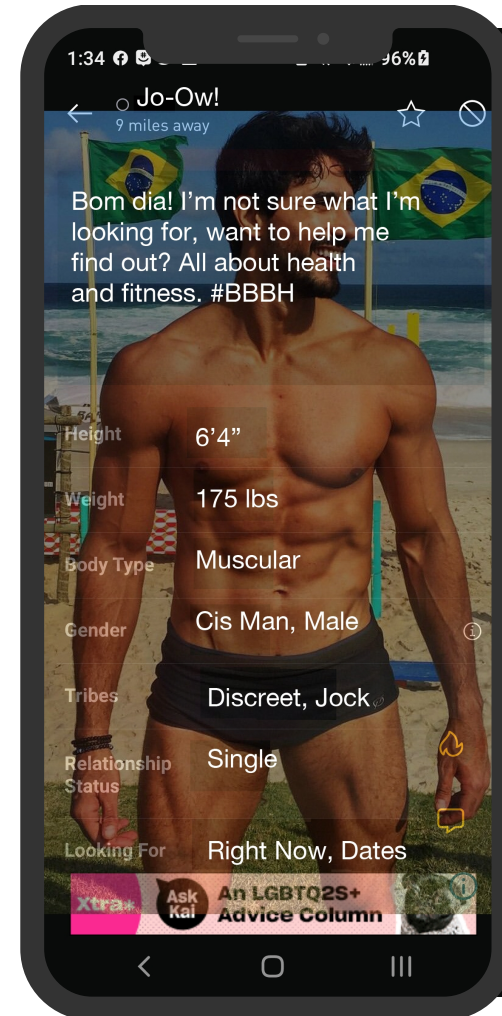 1:34
96%
Jo-Ow!
9 miles away
Bom dia! I'm not sure what I'm
looking for, want to help me
find out? All about health
and fitness. #BBBH
Height 6'4”
Weight 175 lbs
Body Type Muscular
Gender Cis Man, Male
Tribes Discreet, Jock
Relationship Single
Status
Looking For Right Now, Dates
Xtra*
Ask
Kai
An LGBTQ2S+
Advice Column